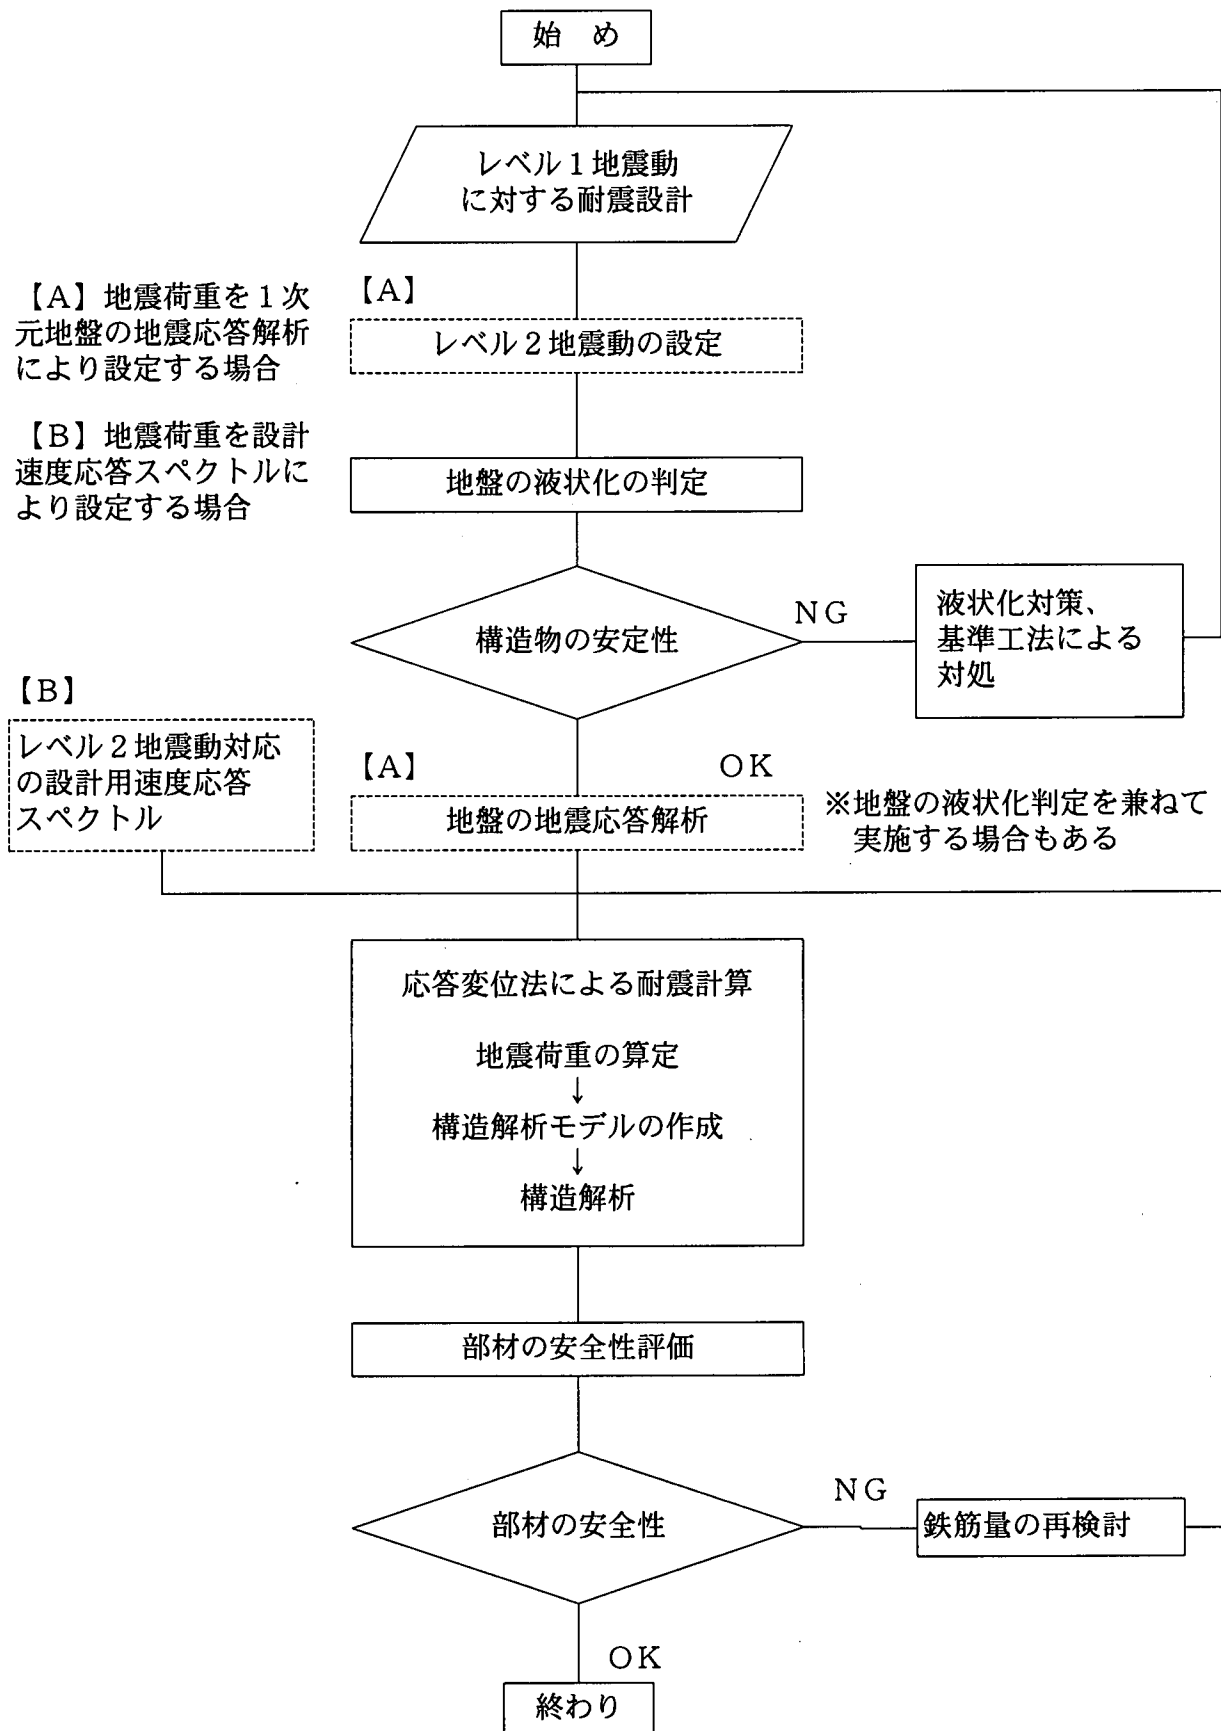 始　め
レベル１地震動
に対する耐震設計
【Ａ】地震荷重を１次
元地盤の地震応答解析
により設定する場合
【Ａ】
レベル２地震動の設定
【Ｂ】地震荷重を設計
速度応答スペクトルに
より設定する場合
地盤の液状化の判定
構造物の安定性
ＮＧ
液状化対策、
基準工法による
対処
【Ｂ】
レベル２地震動対応
の設計用速度応答
スペクトル
【Ａ】
ＯＫ
地盤の地震応答解析
※地盤の液状化判定を兼ねて
実施する場合もある
応答変位法による耐震計算
地震荷重の算定
↓
構造解析モデルの作成
↓
構造解析
部材の安全性評価
部材の安全性
ＮＧ
鉄筋量の再検討
ＯＫ
終わり